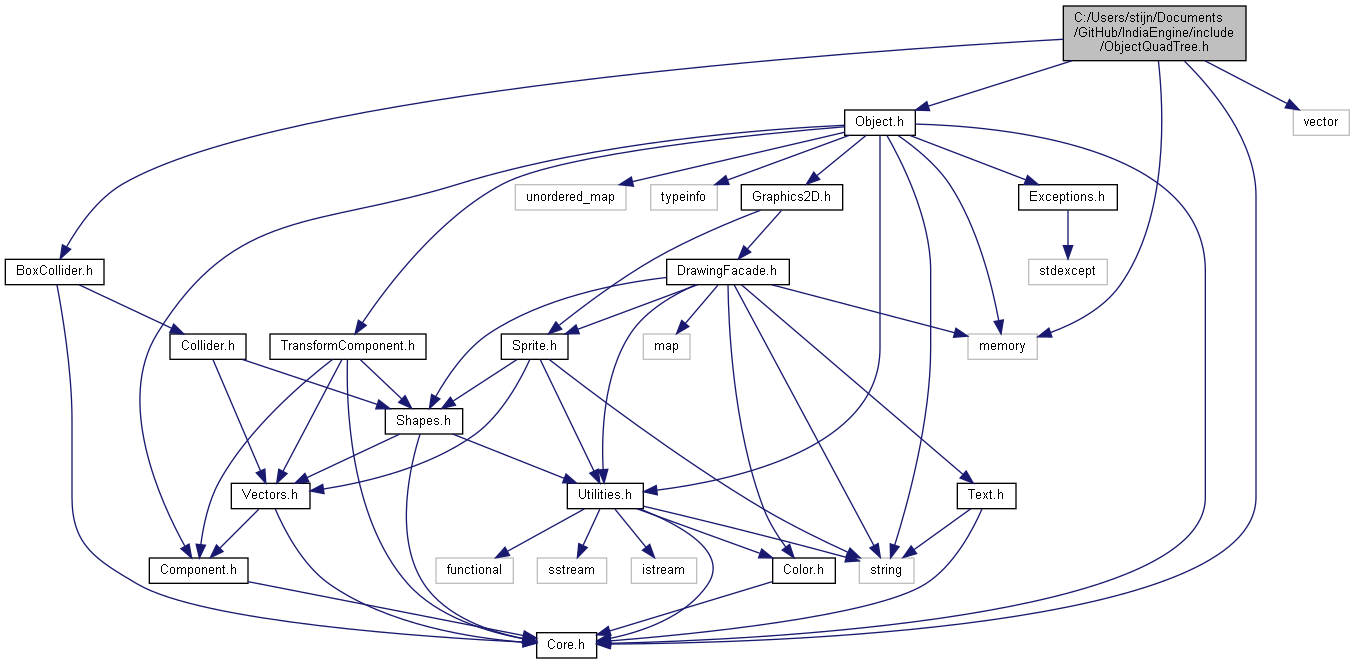 C:/Users/stijn/Documents
/GitHub/IndiaEngine/include
/ObjectQuadTree.h
Object.h
vector
unordered_map
typeinfo
Graphics2D.h
Exceptions.h
BoxCollider.h
DrawingFacade.h
stdexcept
Collider.h
TransformComponent.h
Sprite.h
map
memory
Shapes.h
Vectors.h
Utilities.h
Text.h
Component.h
functional
sstream
istream
Color.h
string
Core.h